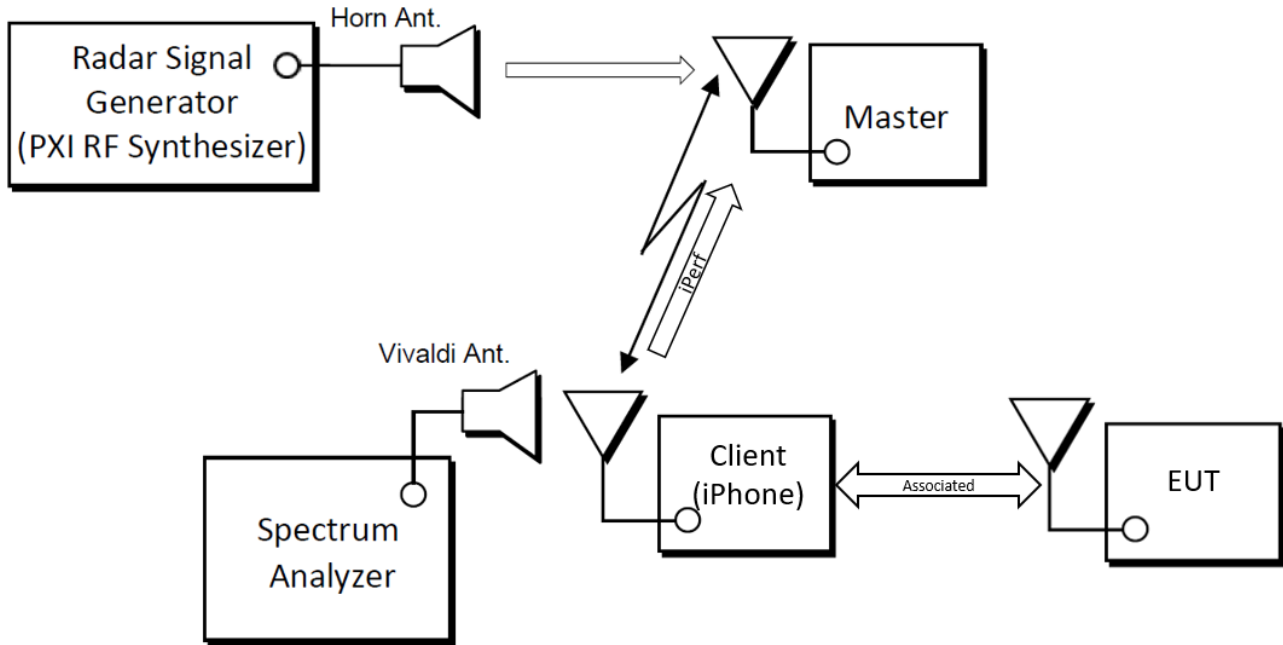 Horn Ant.
Radar Signal
Generator
(PXI RF Synthesizer)
Master
iPerf
Vivaldi Ant.
Client
(iPhone)
Associated
EUT
Spectrum
Analyzer